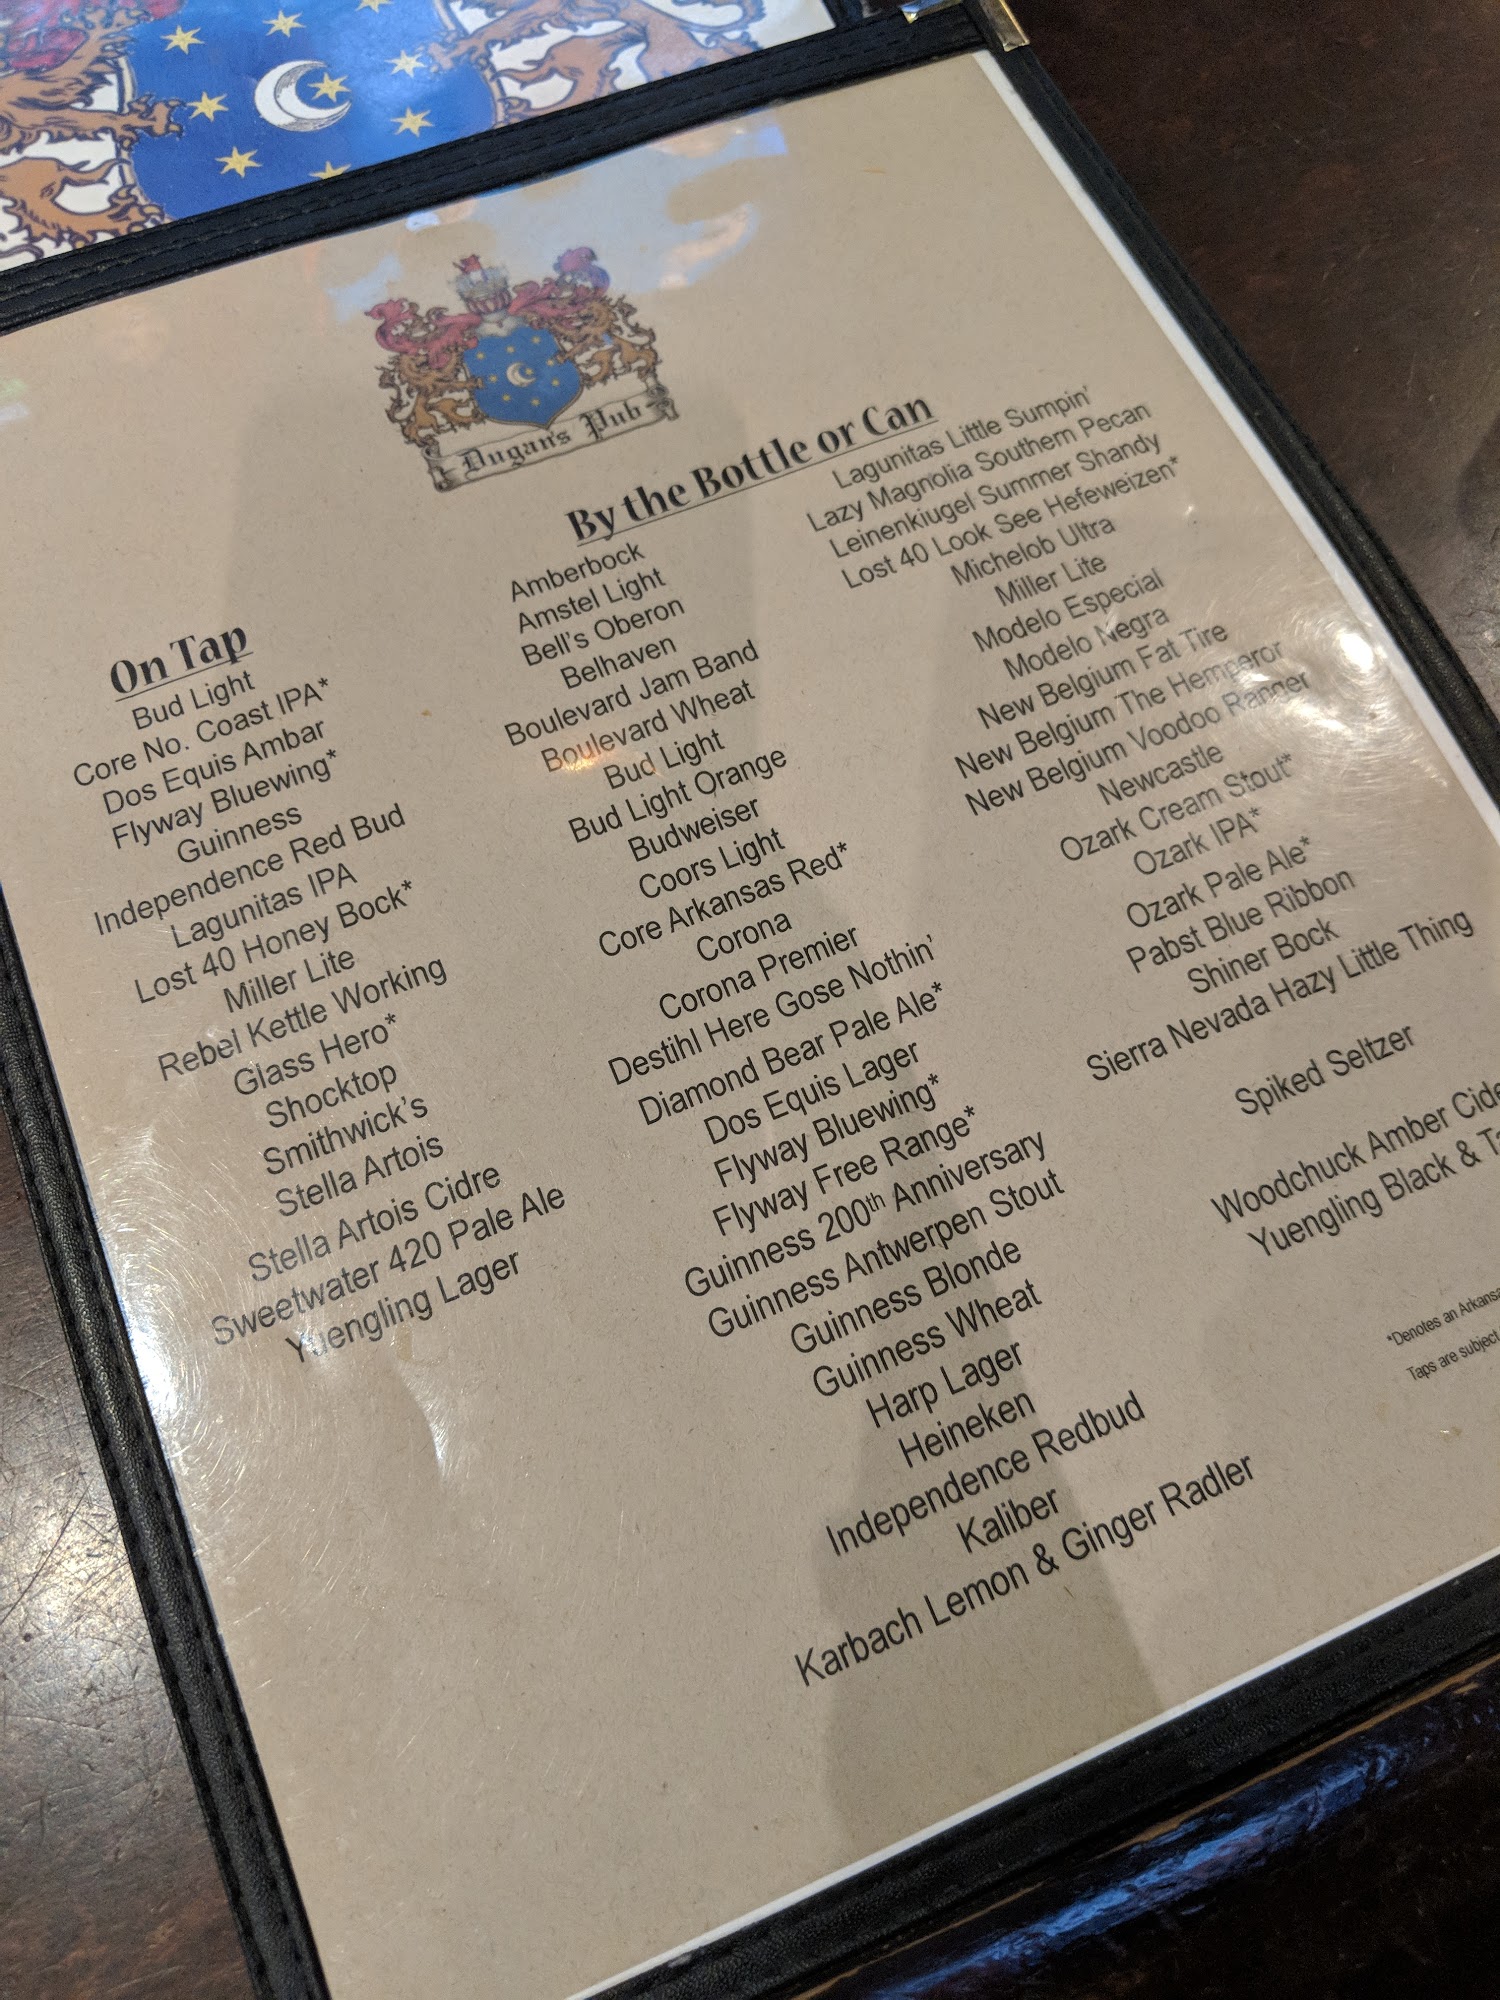 Dugan's Pub
On Tap
Bud Light
Core No. Coast IPA*
Dos Equis Ambar
Flyway Bluewing*
Guinness
Independence Red Bud
Lagunitas IPA
Lost 40 Honey Bock*
Miller Lite
Rebel Kettle Working
Glass Hero*
Shocktop
Smithwick's
Stella Artois
Stella Artois Cidre
Sweetwater 420 Pale Ale
Yuengling Lager
By the Bottle or Can
Amberbock
Amstel Light
Bell's Oberon
Belhaven
Boulevard Jam Band
Boulevard Wheat
Bud Light
Bud Light Orange
Budweiser
Coors Light
Core Arkansas Red*
Corona
Corona Premier
Destihl Here Gose Nothin'
Diamond Bear Pale Ale*
Dos Equis Lager
Flyway Bluewing*
Flyway Free Range*
Guinness 200th Anniversary
Guinness Antwerpen Stout
Guinness Blonde
Guinness Wheat
Harp Lager
Heineken
Independence Redbud
Kaliber
Karbach Lemon & Ginger Radler
Lagunitas Little Sumpin'
Lazy Magnolia Southern Pecan
Leinenkiugel Summer Shandy
Lost 40 Look See Hefeweizen*
Michelob Ultra
Miller Lite
Modelo Especial
Modelo Negra
New Belgium Fat Tire
New Belgium The Hemperor
New Belgium Voodoo Ranger
Newcastle
Ozark Cream Stout*
Ozark IPA*
Ozark Pale Ale*
Pabst Blue Ribbon
Shiner Bock
Sierra Nevada Hazy Little Thing
Spiked Seltzer
Woodchuck Amber
Yuengling Black &
*Denotes an
Taps are subject